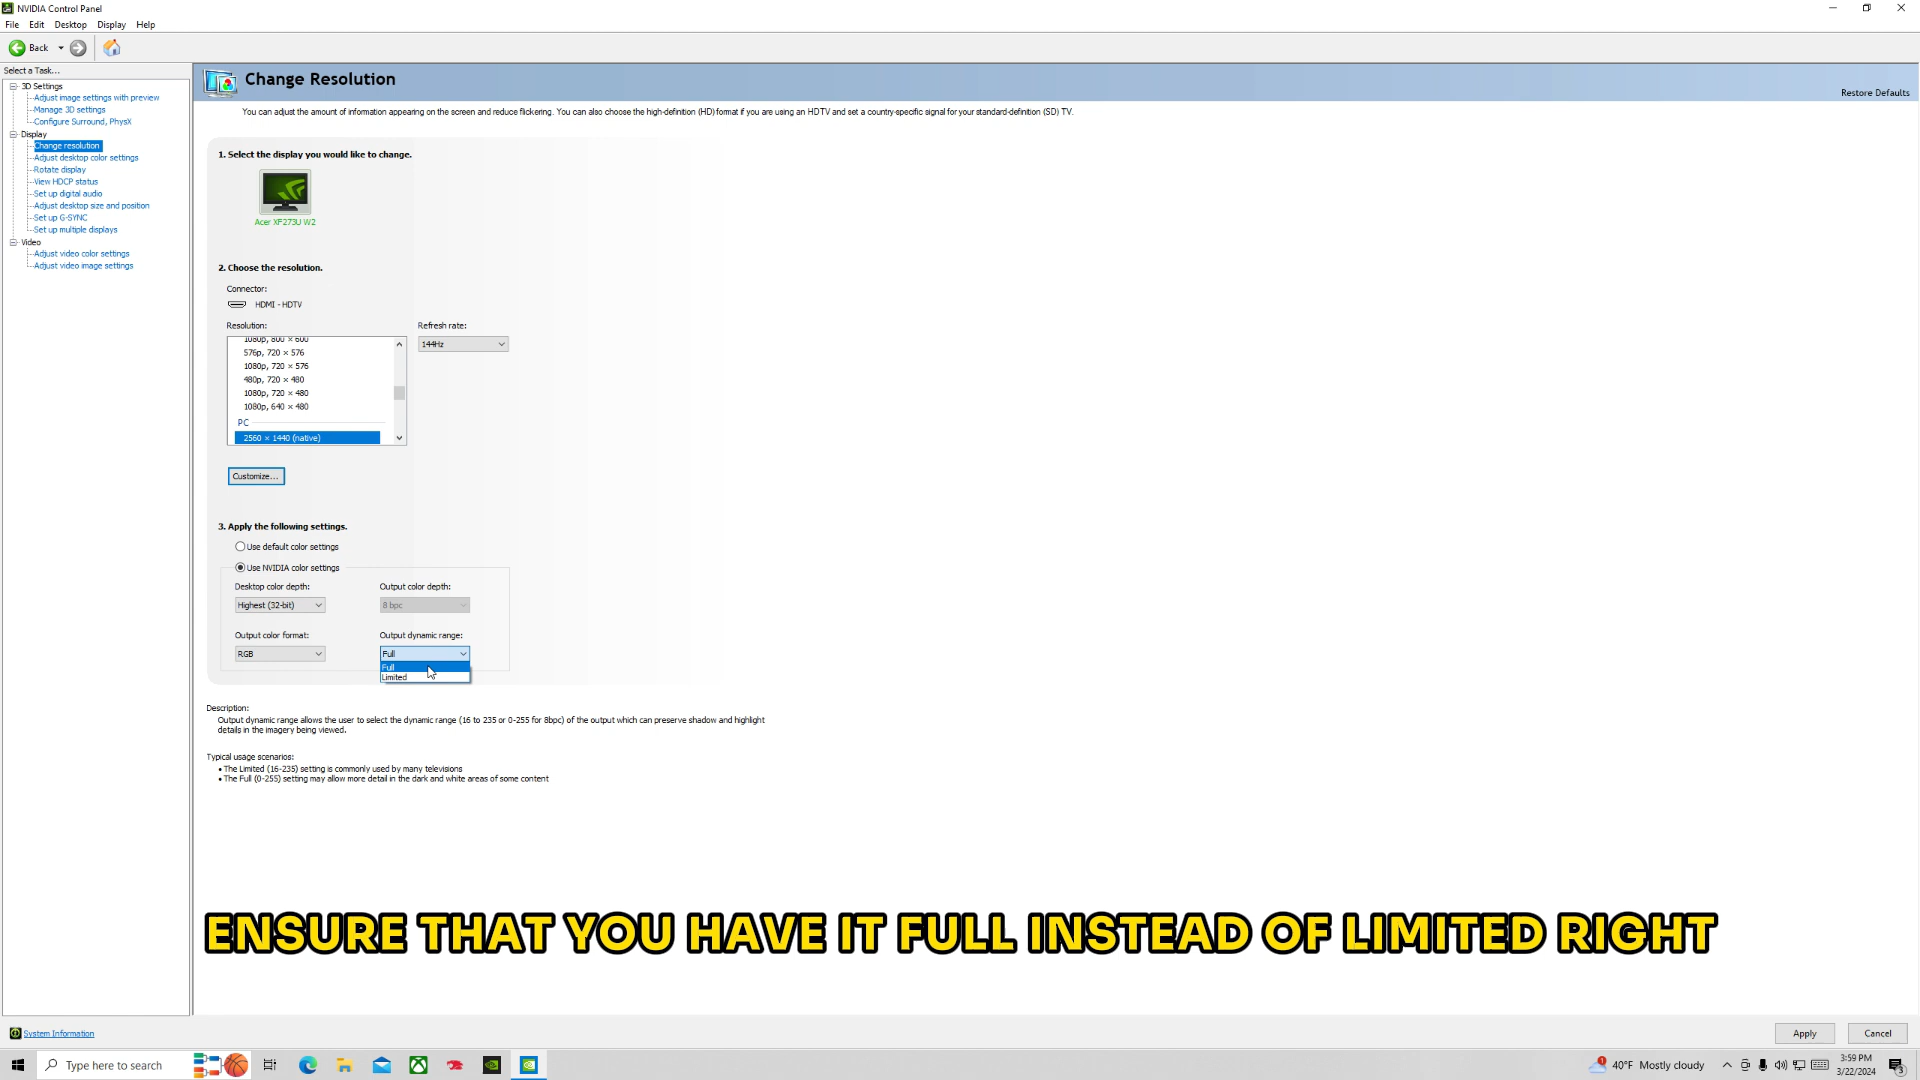 NVIDIA Control Panel
File Edit Desktop Display Help
Back
Select a Task...
3D Settings
Adjust image settings with preview
Manage 3D settings
Configure Surround, PhysX
Display
Change resolution
Adjust desktop color settings
Rotate display
View HDCP status
Set up digital audio
Adjust desktop size and position
Set up G-SYNC
Set up multiple displays
Video
Adjust video color settings
Adjust video image settings
System Information
Change Resolution
Restore Defaults
You can adjust the amount of information appearing on the screen and reduce flickering. You can also choose the high-definition (HD) format if you are using an HDTV and set a country-specific signal for your standard-definition (SD) TV.
1. Select the display you would like to change.
Acer XF273U W2
2. Choose the resolution.
Connector:
HDMI - HDTV
Resolution:
Refresh rate:
1080p, 800 × 600
144Hz
576p, 720 × 576
1080p, 720 × 576
480p, 720 × 480
1080p, 720 × 480
1080p, 640 × 480
PC
2560 × 1440 (native)
Customize...
3. Apply the following settings.
Use default color settings
Use NVIDIA color settings
Desktop color depth: Output color depth:
Highest (32-bit) 8 bpc
Output color format: Output dynamic range:
RGB Full
Full
Limited
Description:
Output dynamic range allows the user to select the dynamic range (16 to 235 or 0-255 for 8bpc) of the output which can preserve shadow and highlight
details in the imagery being viewed.
Typical usage scenarios:
• The Limited (16-235) setting is commonly used by many televisions
• The Full (0-255) setting may allow more detail in the dark and white areas of some content
ENSURE THAT YOU HAVE IT FULL INSTEAD OF LIMITED RIGHT
Apply Cancel
Type here to search
1
40°F Mostly cloudy
3:59 PM
3/22/2024
3